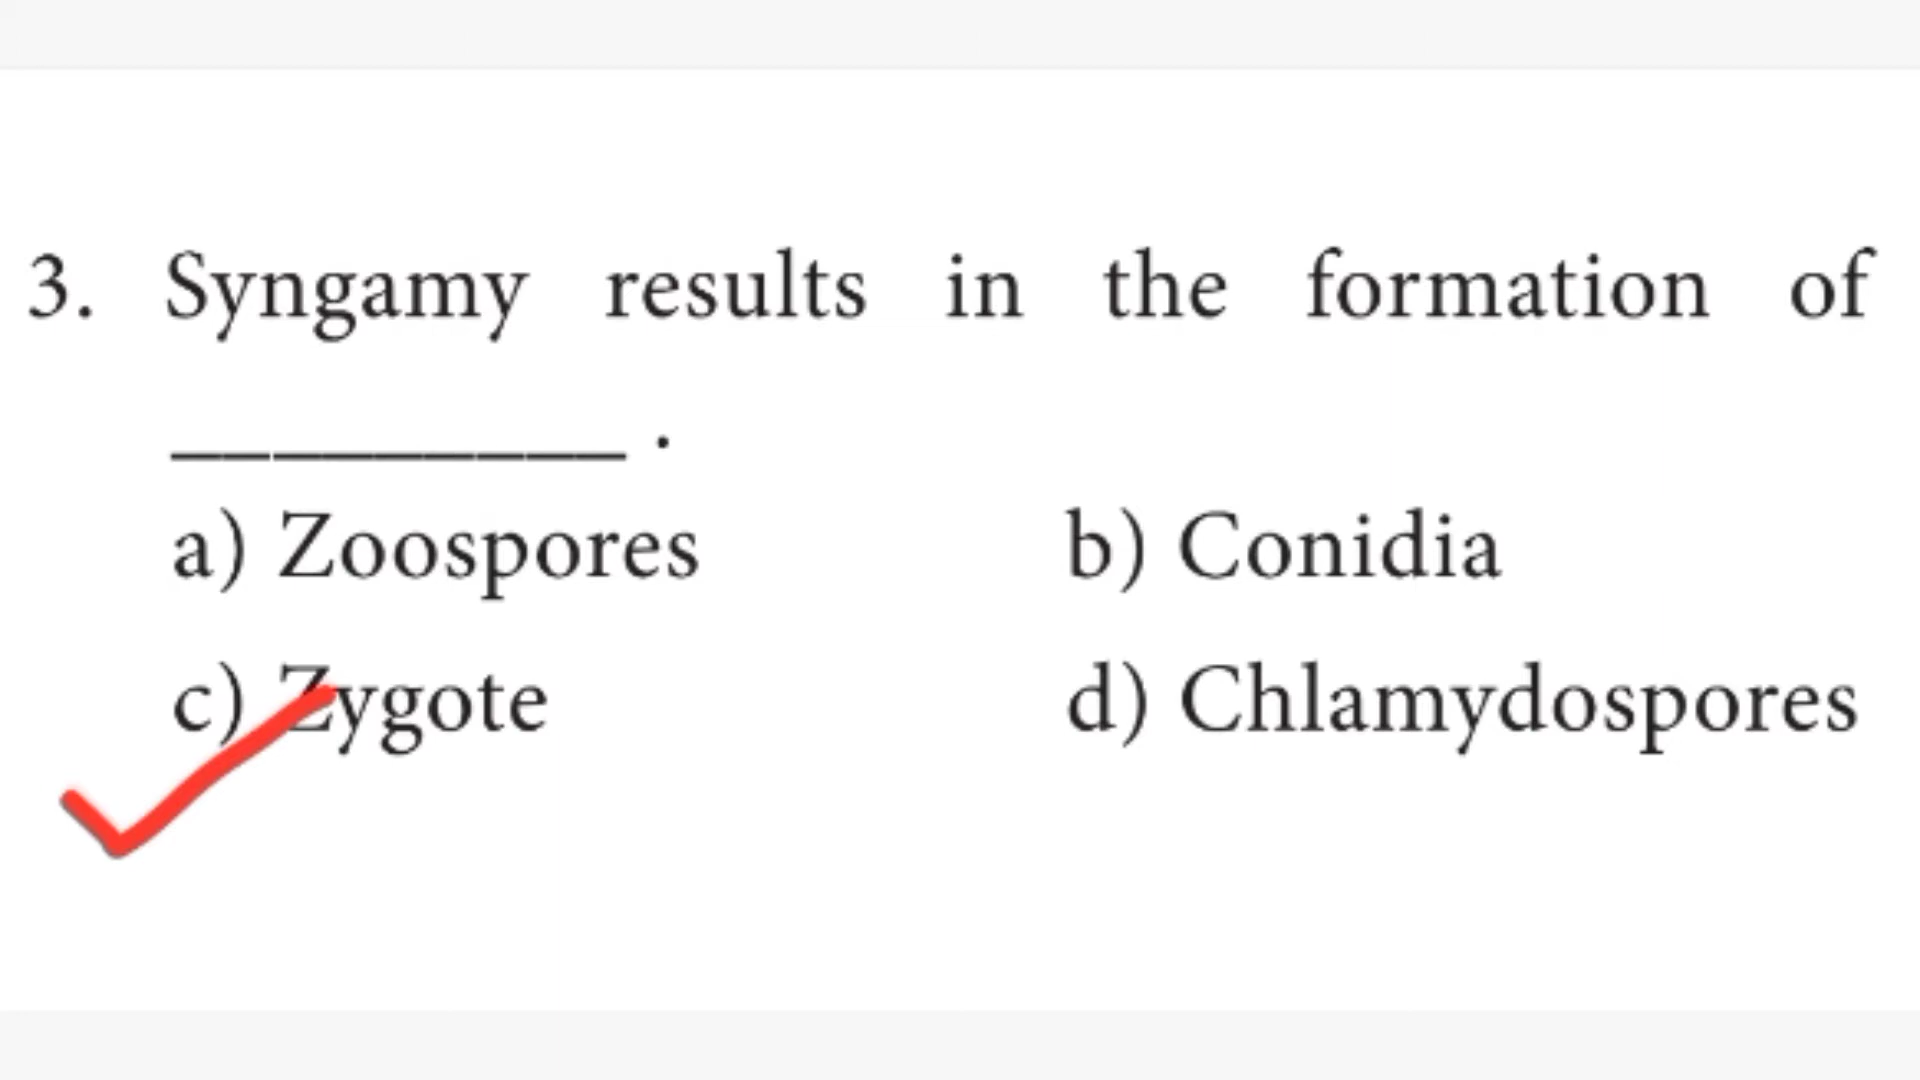 3. Syngamy results in the formation of
__________ .
a) Zoospores b) Conidia
c) Zygote d) Chlamydospores